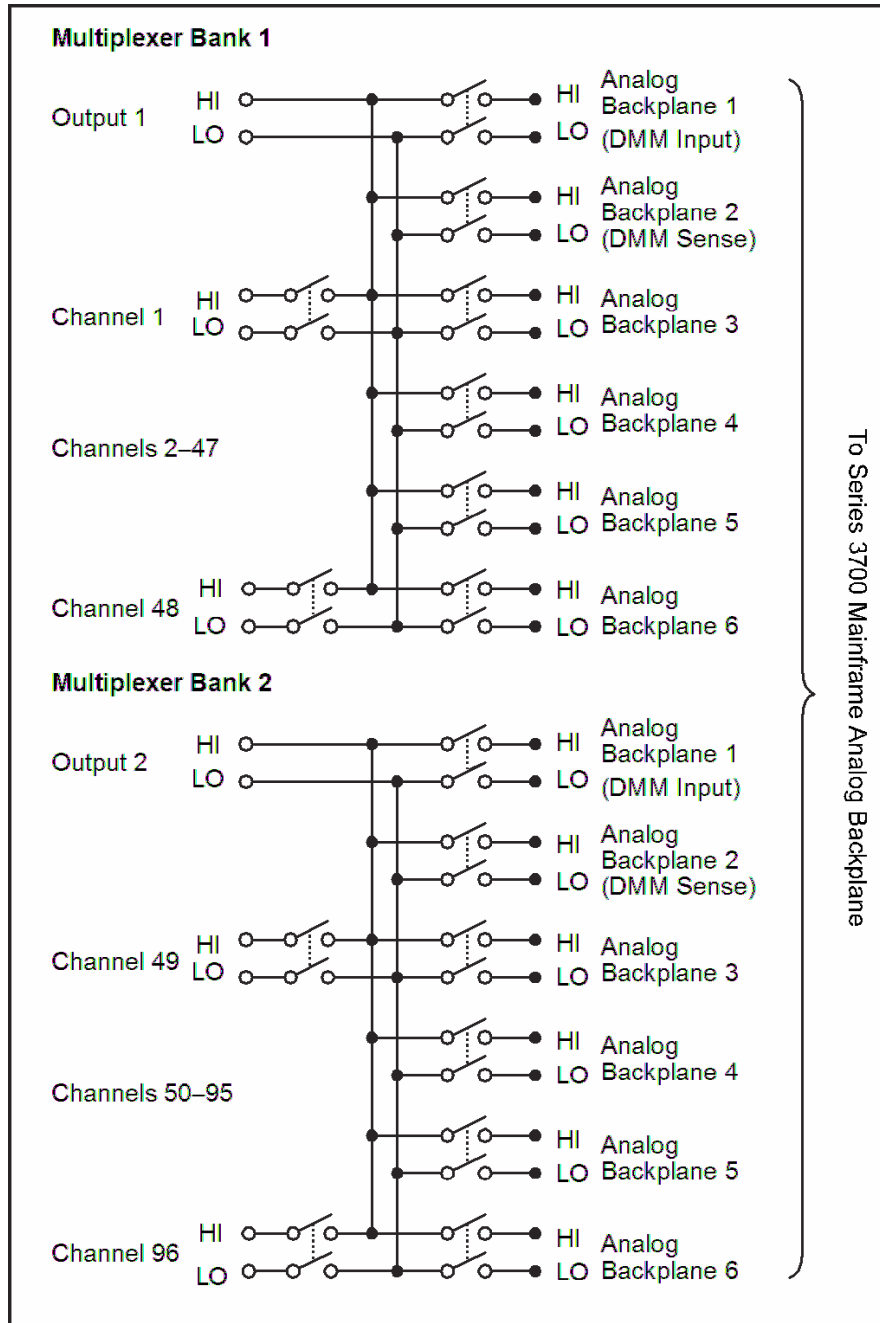 Multiplexer Bank 1
Output 1
HI
LO
HI
LO
Analog
Backplane 1
(DMM Input)
HI
LO
Analog
Backplane 2
(DMM Sense)
Channel 1
HI
LO
HI
LO
Analog
Backplane 3
HI
LO
Analog
Backplane 4
Channels 2–47
HI
LO
Analog
Backplane 5
Channel 48
HI
LO
HI
LO
Analog
Backplane 6
Multiplexer Bank 2
Output 2
HI
LO
HI
LO
Analog
Backplane 1
(DMM Input)
HI
LO
Analog
Backplane 2
(DMM Sense)
Channel 49
HI
LO
HI
LO
Analog
Backplane 3
HI
LO
Analog
Backplane 4
Channels 50–95
HI
LO
Analog
Backplane 5
Channel 96
HI
LO
HI
LO
Analog
Backplane 6
To Series 3700 Mainframe Analog Backplane